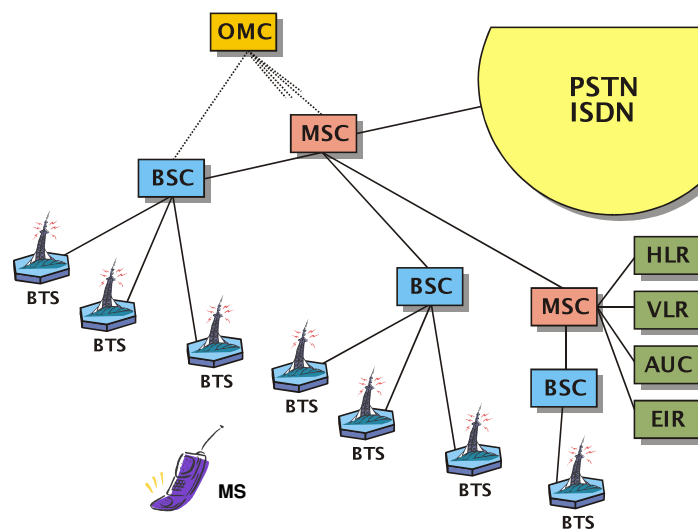 OMC
PSTN
ISDN
MSC
BSC
HLR
BSC
BTS
MSC
VLR
BTS
BTS
AUC
BSC
BTS
EIR
BTS
BTS
MS
BTS